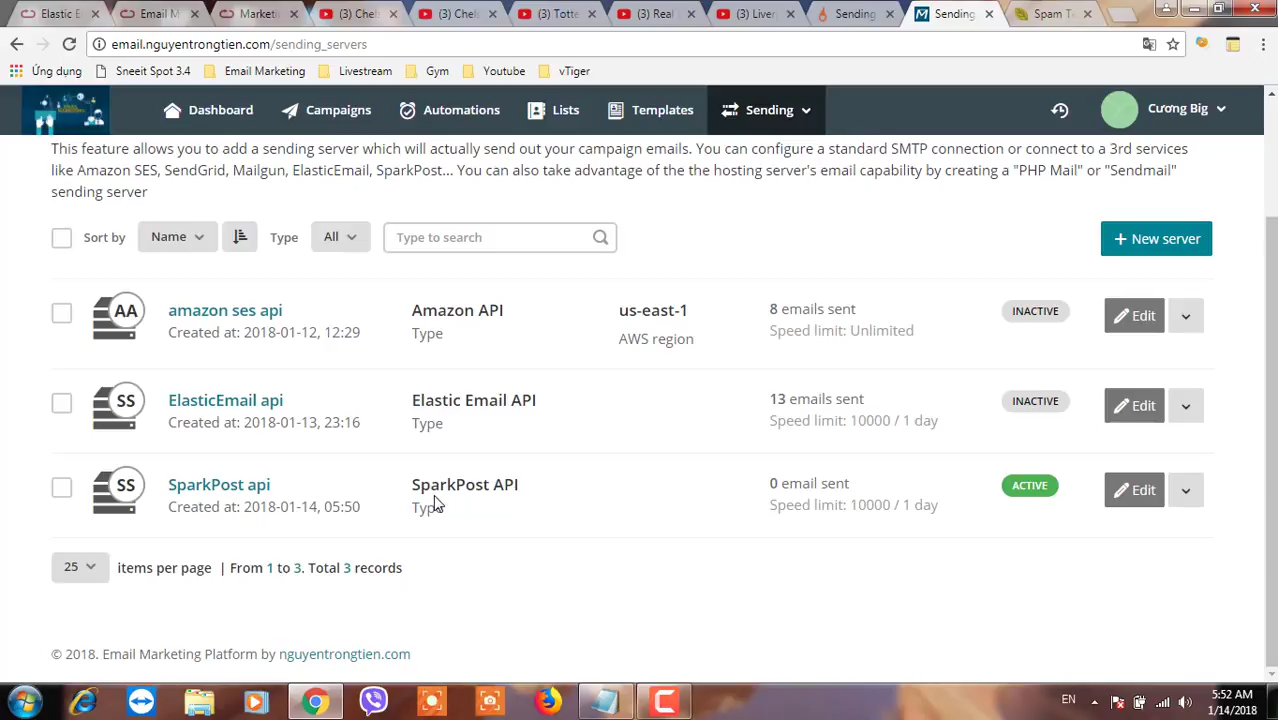 Elastic E
Email M
Marketi
(3) Chel
(3) Chel
(3) Totte
(3) Real
(3) Liver
Sending
Sending
Spam T
email.nguyentrongtien.com/sending_servers
Ứng dụng
Sneeit Spot 3.4
Email Marketing
Livestream
Gym
Youtube
vTiger
Dashboard
Campaigns
Automations
Lists
Templates
Sending
Cương Big
This feature allows you to add a sending server which will actually send out your campaign emails. You can configure a standard SMTP connection or connect to a 3rd services
like Amazon SES, SendGrid, Mailgun, ElasticEmail, SparkPost... You can also take advantage of the the hosting server's email capability by creating a "PHP Mail" or "Sendmail"
sending server
Sort by
Name
Type
All
Type to search
+ New server
AA
amazon ses api
Created at: 2018-01-12, 12:29
Amazon API
Type
us-east-1
AWS region
8 emails sent
Speed limit: Unlimited
INACTIVE
Edit
SS
ElasticEmail api
Created at: 2018-01-13, 23:16
Elastic Email API
Type
13 emails sent
Speed limit: 10000 / 1 day
INACTIVE
Edit
SS
SparkPost api
Created at: 2018-01-14, 05:50
SparkPost API
Type
0 email sent
Speed limit: 10000 / 1 day
ACTIVE
Edit
25
items per page | From 1 to 3. Total 3 records
© 2018. Email Marketing Platform by nguyentrongtien.com
EN
5:52 AM
1/14/2018